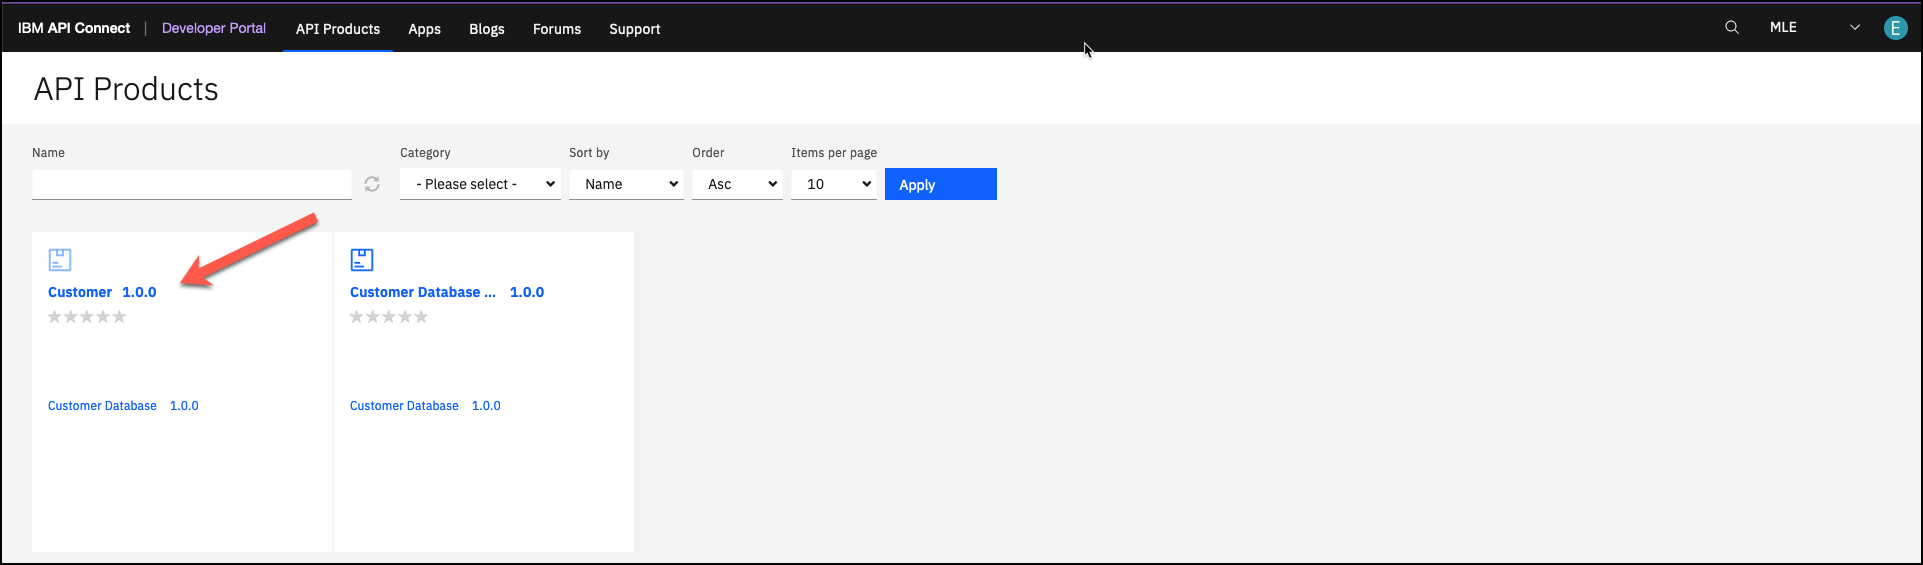 IBM API Connect | Developer Portal API Products Apps Blogs Forums Support MLE E
API Products
Name Category Sort by Order Items per page
- Please select - Name Asc 10 Apply
Customer 1.0.0 Customer Database ... 1.0.0
Customer Database 1.0.0 Customer Database 1.0.0